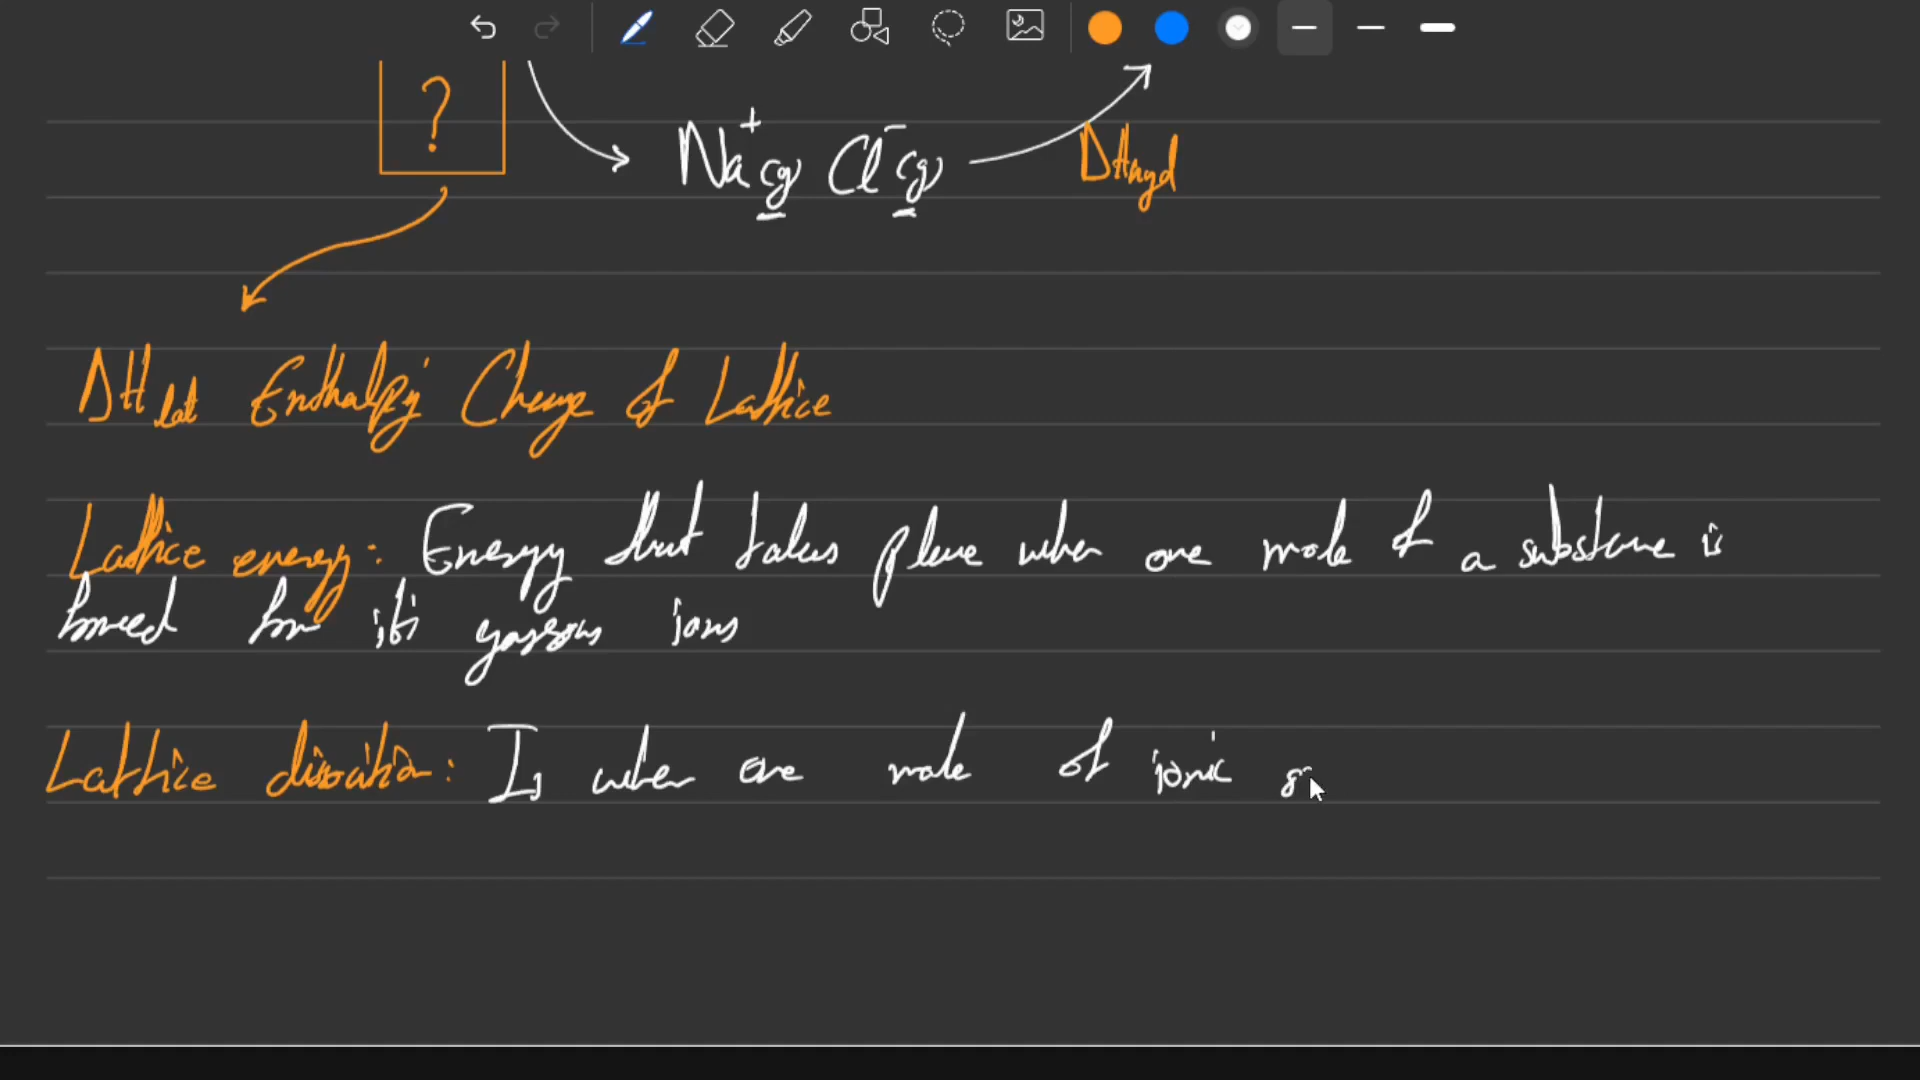 ?
Na⁺(g) Cl⁻(g)
ΔHhyd
ΔHlat Enthalpy Change of Lattice
Lattice energy: Energy that takes place when one mole of a substance is
formed from it's gaseous ions
Lattice dissociation: Is when one mole of ionic s